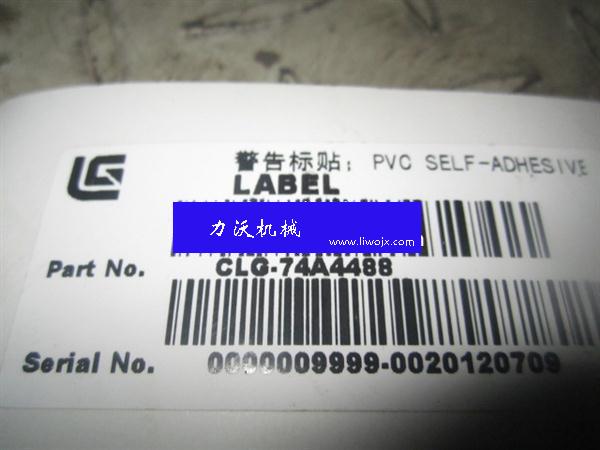 警告标贴; PVC SELF-ADHESIVE
LABEL
力沃机械
www.liwojx.com
Part No. CLG-74A4488
Serial No. 0000009999-0020120709